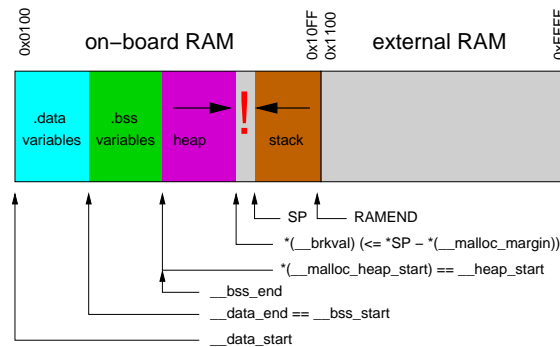 0x0100
0x10FF
0x1100
0xFFFF
on−board RAM
external RAM
.data
variables
.bss
variables
heap
!
stack
SP
RAMEND
*(__brkval) (<= *SP − *(__malloc_margin))
*(__malloc_heap_start) == __heap_start
__bss_end
__data_end == __bss_start
__data_start